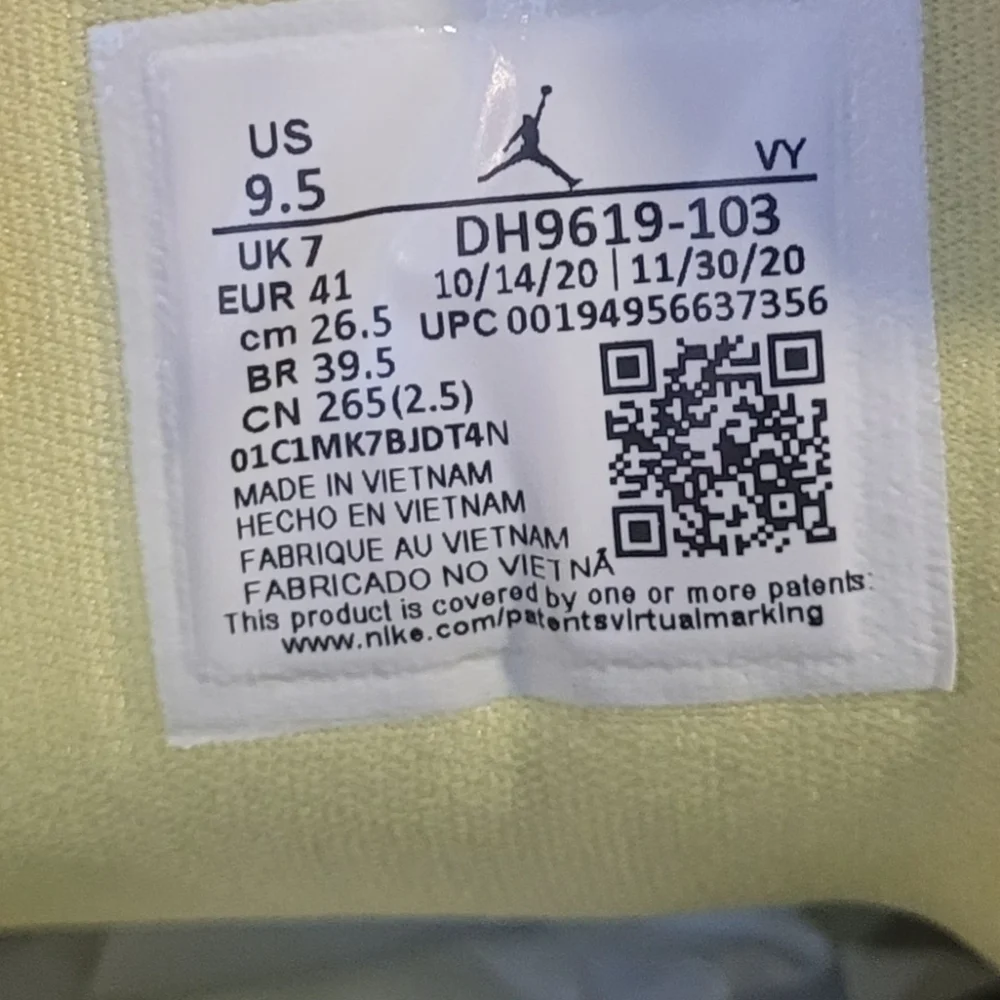 US VY
9.5
UK 7 DH9619-103
EUR 41 10/14/20 | 11/30/20
cm 26.5 UPC 00194956637356
BR 39.5
CN 265(2.5)
01C1MK7BJDT4N
MADE IN VIETNAM
HECHO EN VIETNAM
FABRIQUE AU VIETNAM
FABRICADO NO VIETNÃ
This product is covered by one or more patents:
www.nike.com/patentsvirtualmarking